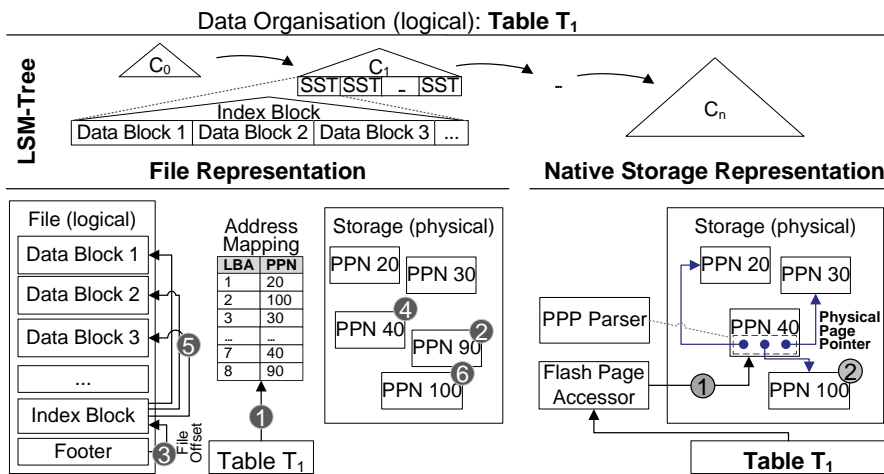 Data Organisation (logical): Table T1
LSM-Tree
C0
C1
SST SST ... SST
...
Cn
Index Block
Data Block 1 Data Block 2 Data Block 3 ...
File Representation
Native Storage Representation
File (logical)
Data Block 1
Data Block 2
Data Block 3
...
Index Block
Footer
5
3
File Offset
Address
Mapping
LBA PPN
1 20
2 100
3 30
... ...
7 40
8 90
1
Table T1
Storage (physical)
PPN 20
PPN 30
4
PPN 40
2
PPN 90
6
PPN 100
PPP Parser
Flash Page
Accessor
1
Storage (physical)
PPN 20
PPN 30
PPN 40
Physical
Page
Pointer
PPN 100
2
Table T1